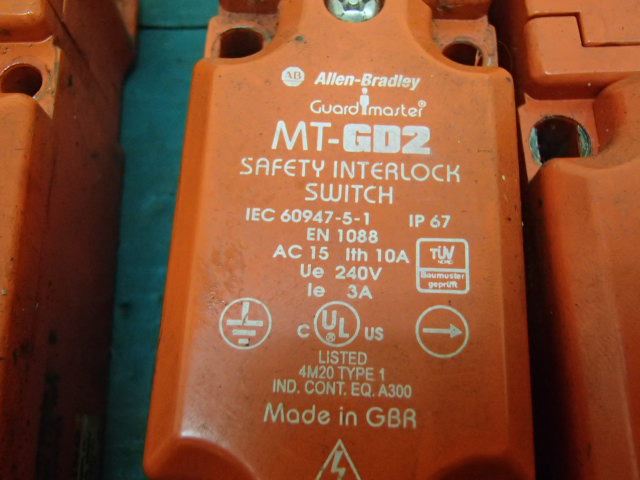 AB Allen-Bradley
Guardmaster®
MT-GD2
SAFETY INTERLOCK
SWITCH
IEC 60947-5-1 IP 67
EN 1088
AC 15 Ith 10A
Ue 240V
Ie 3A
TÜV
Baumuster
geprüft
C UL ® US
LISTED
4M20 TYPE 1
IND. CONT. EQ. A300
Made in GBR